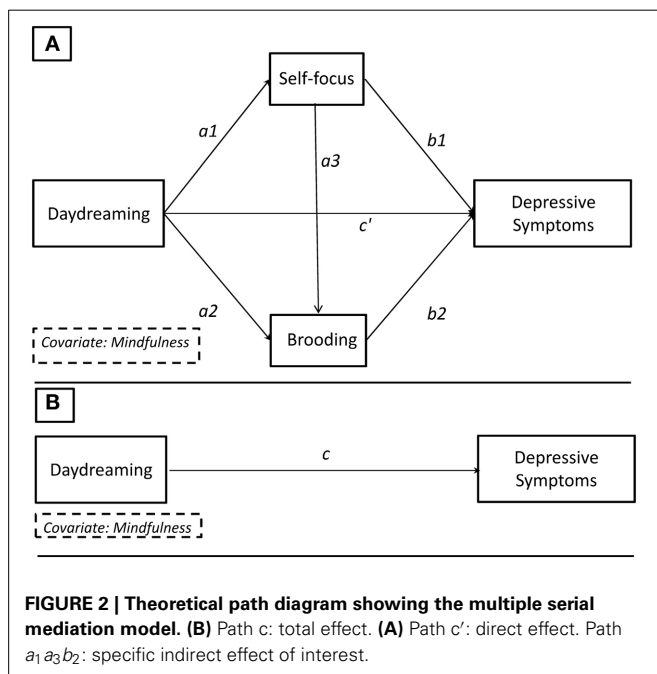 A
Self-focus
a1
b1
a3
Daydreaming
Depressive
Symptoms
c'
a2
b2
Covariate: Mindfulness
Brooding
B
Daydreaming
c
Depressive
Symptoms
Covariate: Mindfulness
FIGURE 2 | Theoretical path diagram showing the multiple serial
mediation model. (B) Path c: total effect. (A) Path c′: direct effect. Path
a₁a₃b₂: specific indirect effect of interest.